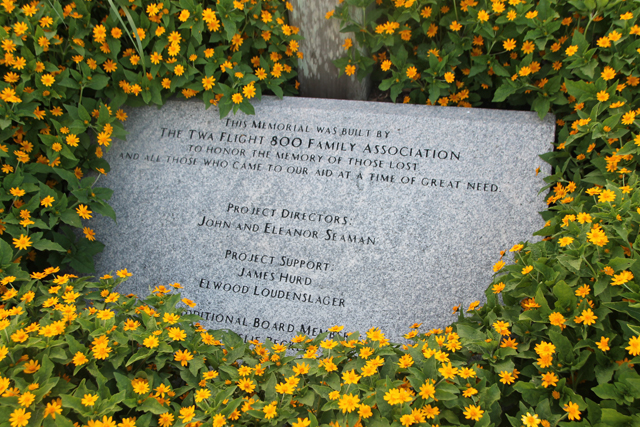 THIS MEMORIAL WAS BUILT BY
THE TWA FLIGHT 800 FAMILY ASSOCIATION
TO HONOR THE MEMORY OF THOSE LOST
AND ALL THOSE WHO CAME TO OUR AID AT A TIME OF GREAT NEED.
PROJECT DIRECTORS:
JOHN AND ELEANOR SEAMAN
PROJECT SUPPORT:
JAMES HURD
ELWOOD LOUDENSLAGER
BOARD